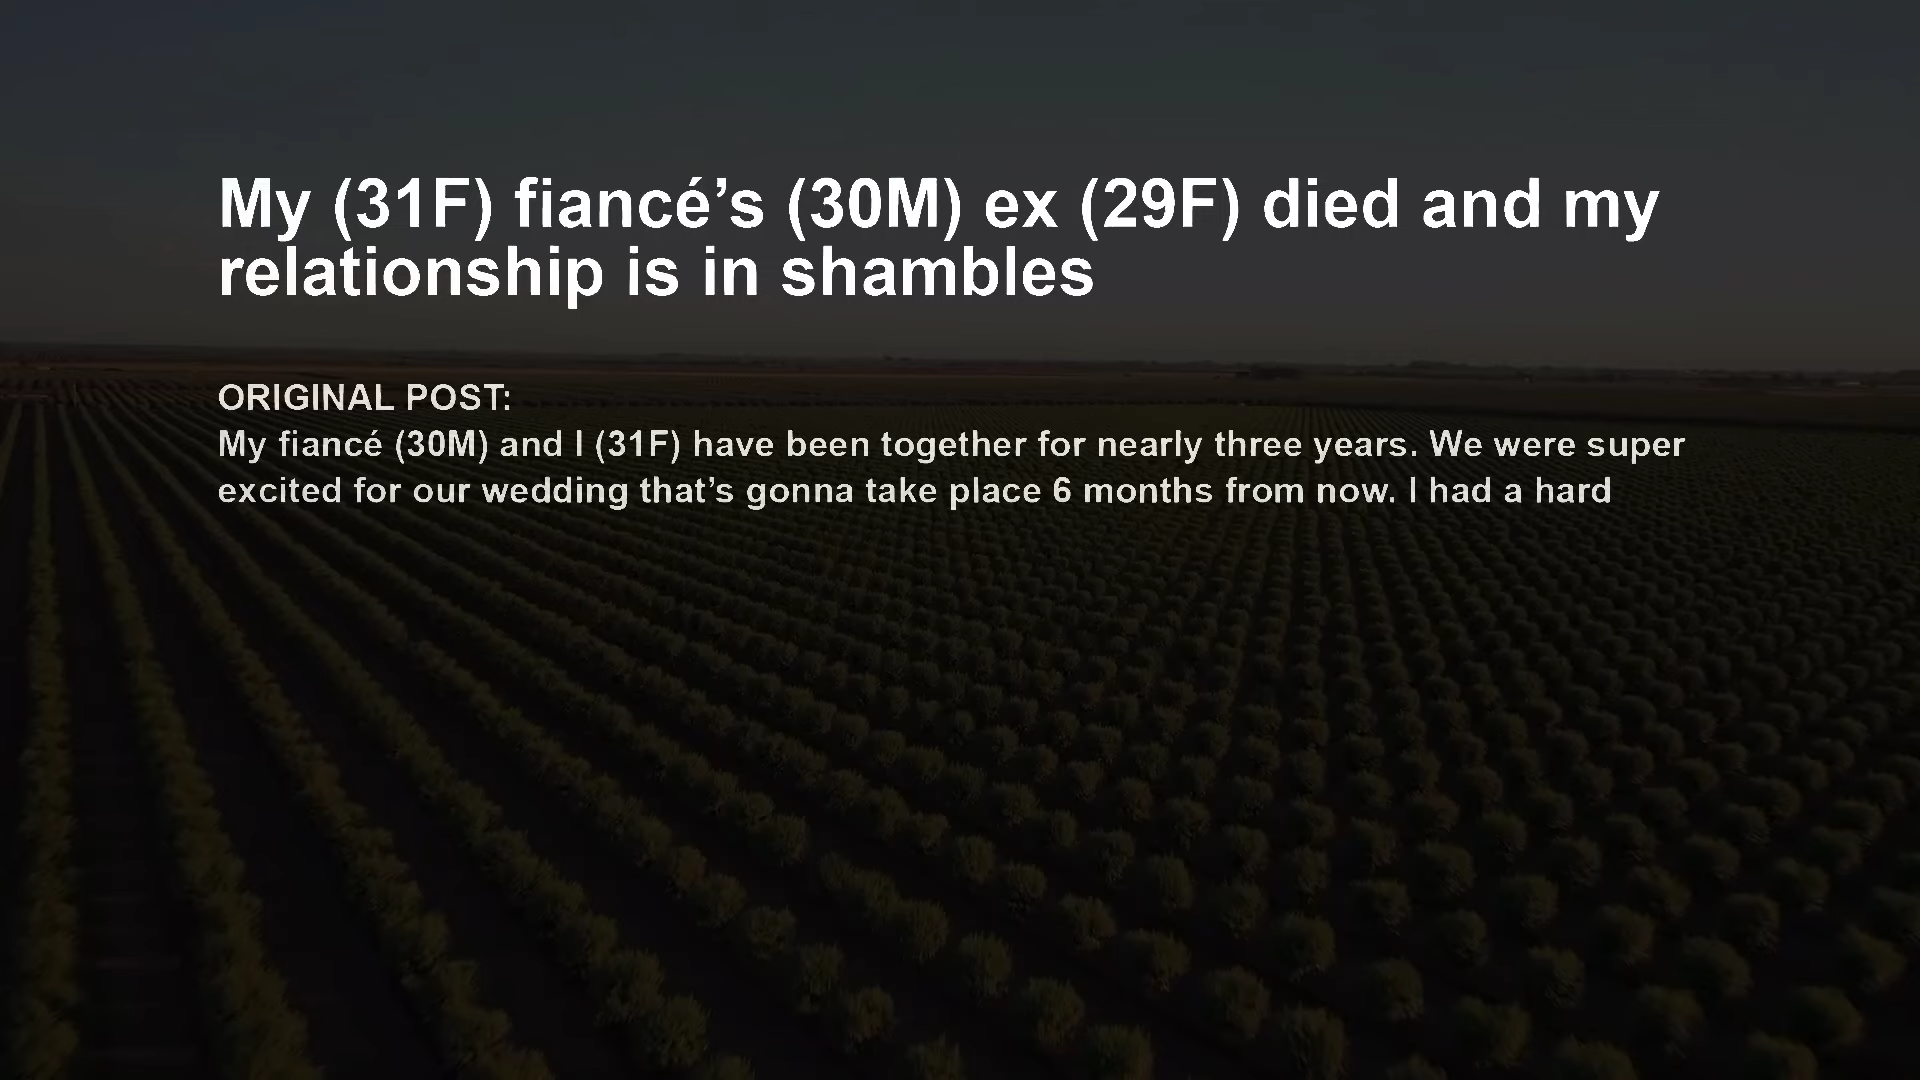 My (31F) fiancé’s (30M) ex (29F) died and my
relationship is in shambles
ORIGINAL POST:
My fiancé (30M) and I (31F) have been together for nearly three years. We were super
excited for our wedding that’s gonna take place 6 months from now. I had a hard